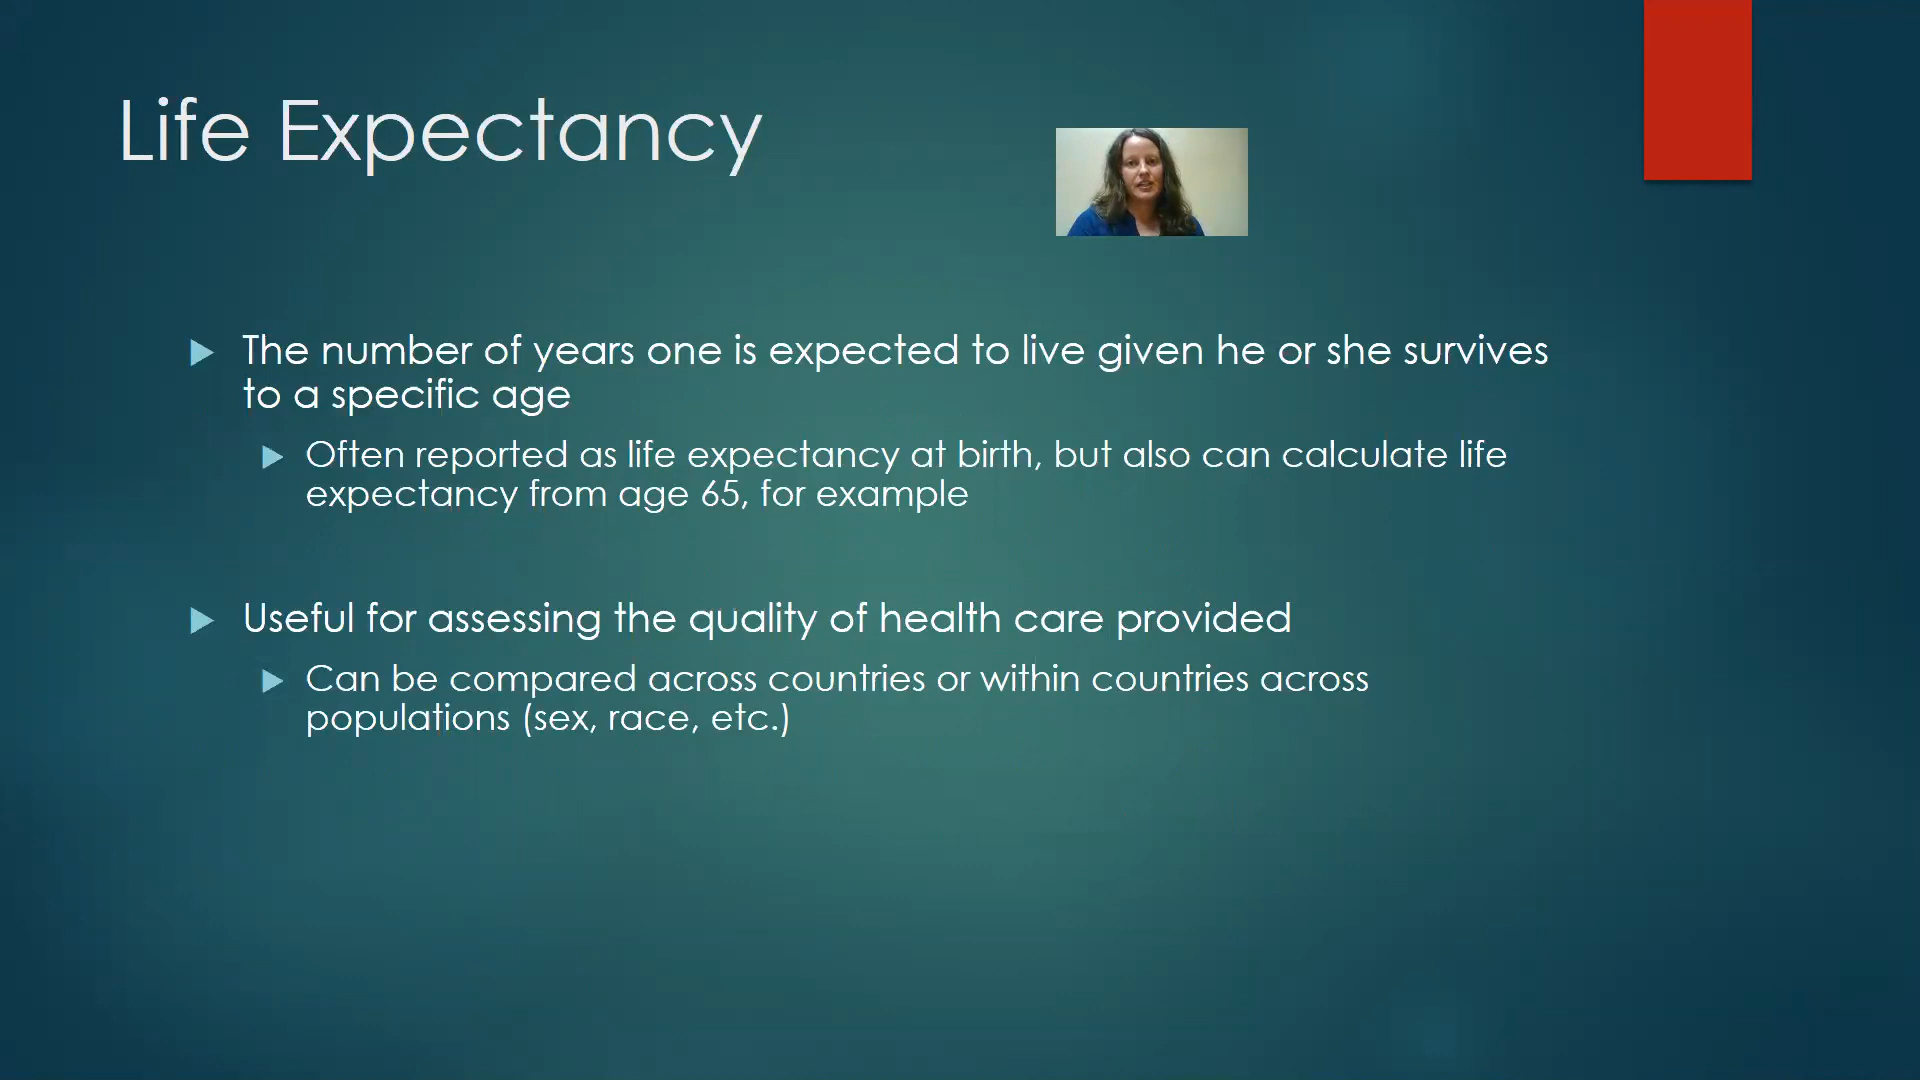 Life Expectancy
The number of years one is expected to live given he or she survives
to a specific age
Often reported as life expectancy at birth, but also can calculate life
expectancy from age 65, for example
Useful for assessing the quality of health care provided
Can be compared across countries or within countries across
populations (sex, race, etc.)